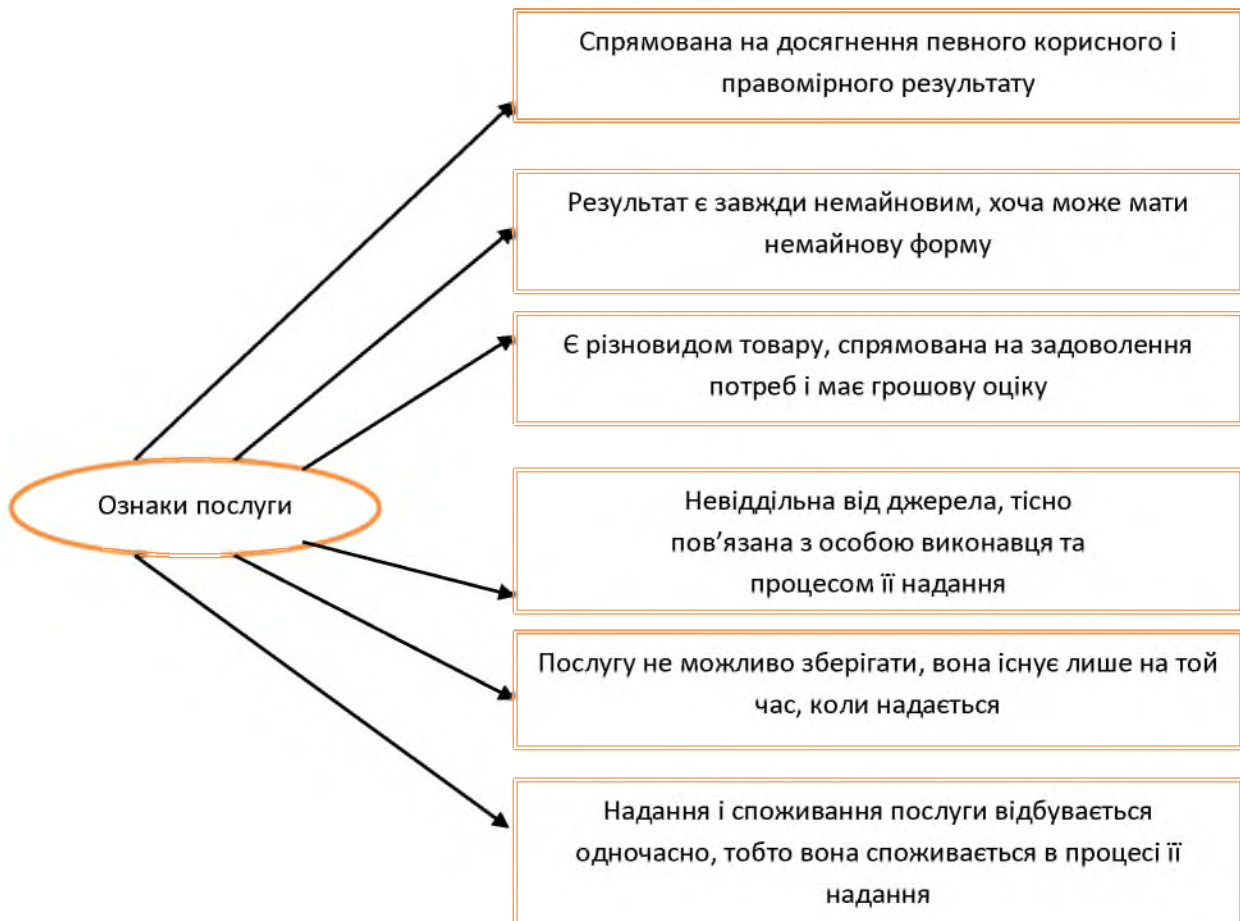 Спрямована на досягнення певного корисного і
правомірного результату
Результат є завжди немайновим, хоча може мати
немайнову форму
Є різновидом товару, спрямована на задоволення
потреб і має грошову оціку
Ознаки послуги
Невіддільна від джерела, тісно
пов’язана з особою виконавця та
процесом її надання
Послугу не можливо зберігати, вона існує лише на той
час, коли надається
Надання і споживання послуги відбувається
одночасно, тобто вона споживається в процесі її
надання